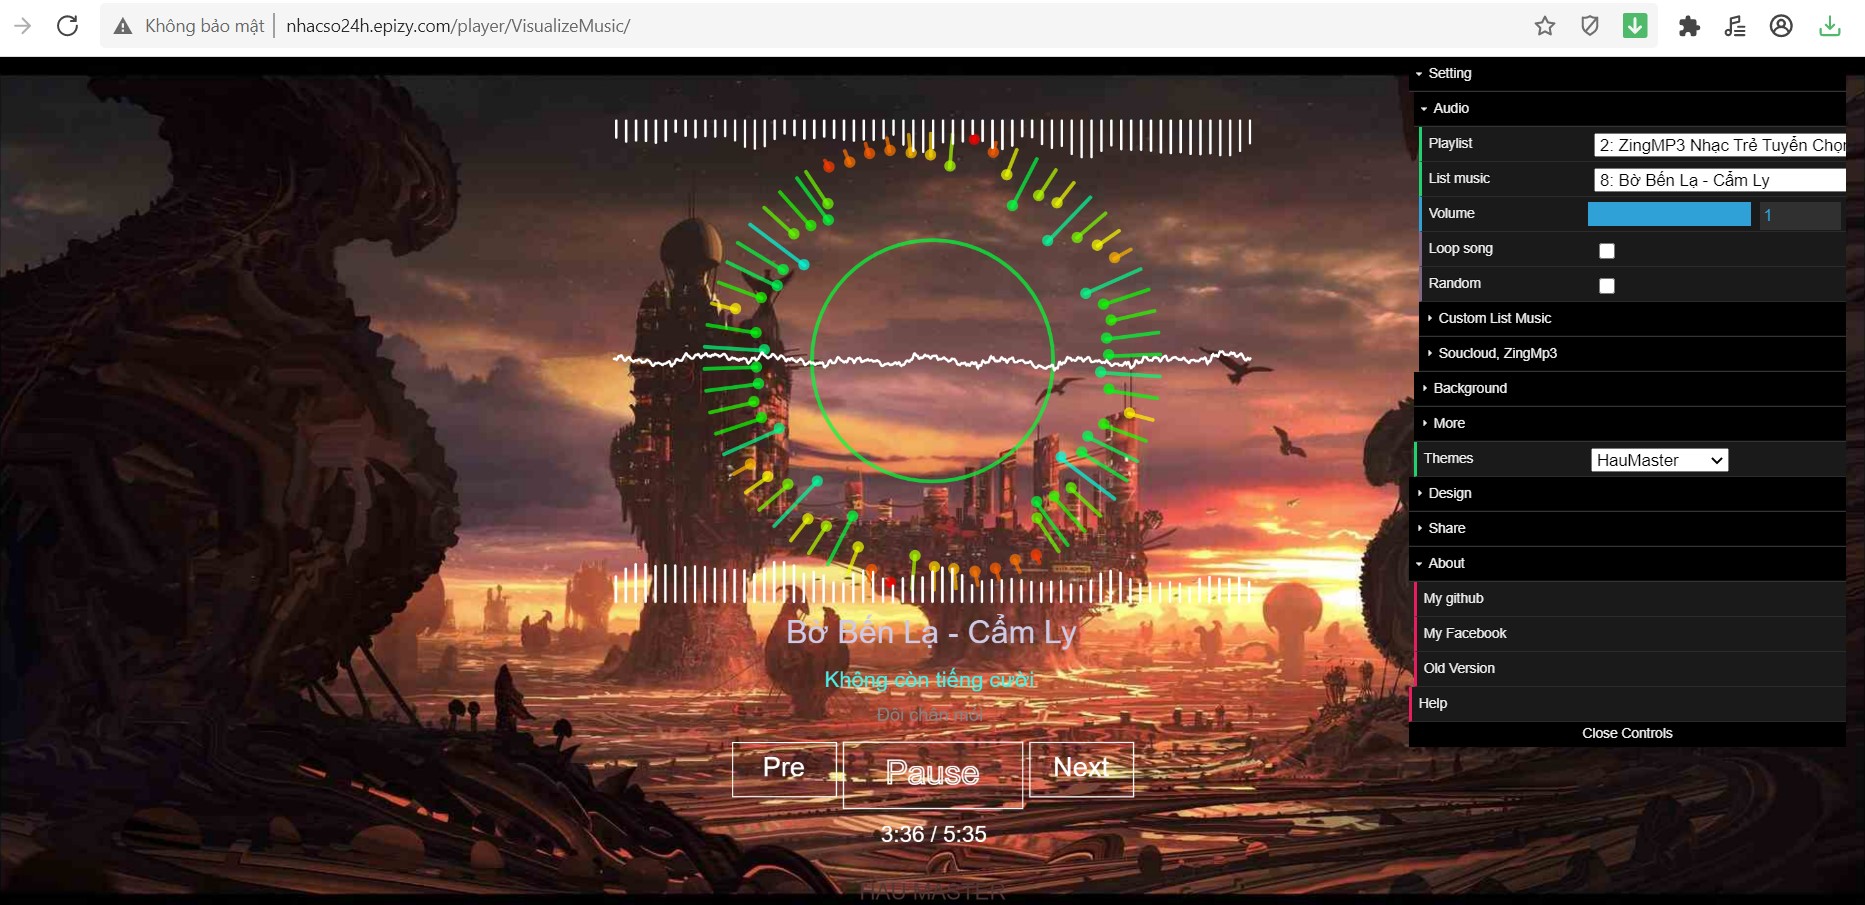 Không bảo mật nhacso24h.epizy.com/player/VisualizeMusic/
Setting
Audio
Playlist 2: ZingMP3 Nhạc Trẻ Tuyển Chọn
List music 8: Bờ Bến Lạ - Cẩm Ly
Volume 1
Loop song
Random
Custom List Music
Soucloud, ZingMp3
Background
More
Themes HauMaster
Design
Share
About
My github
My Facebook
Old Version
Help
Close Controls
Bờ Bến Lạ - Cẩm Ly
Không còn tiếng cười
Đôi chân mỏi
Pre Pause Next
3:36 / 5:35
HAU MASTER